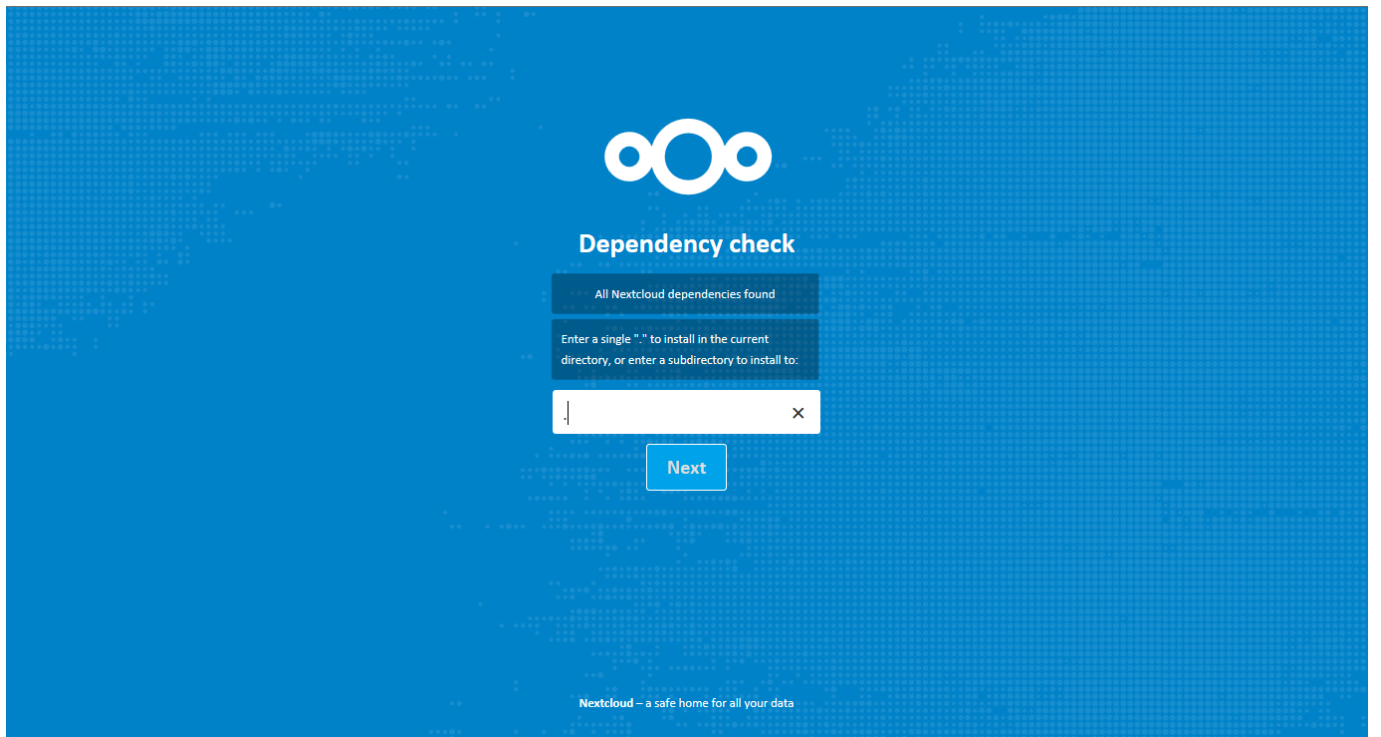 Dependency check
All Nextcloud dependencies found
Enter a single "." to install in the current
directory, or enter a subdirectory to install to:
.
Next
Nextcloud – a safe home for all your data